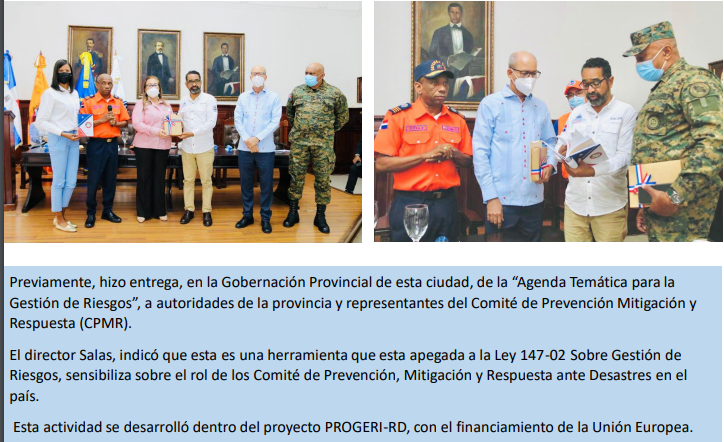 Previamente, hizo entrega, en la Gobernación Provincial de esta ciudad, de la “Agenda Temática para la
Gestión de Riesgos”, a autoridades de la provincia y representantes del Comité de Prevención Mitigación y
Respuesta (CPMR).
El director Salas, indicó que esta es una herramienta que esta apegada a la Ley 147-02 Sobre Gestión de
Riesgos, sensibiliza sobre el rol de los Comité de Prevención, Mitigación y Respuesta ante Desastres en el
país.
Esta actividad se desarrolló dentro del proyecto PROGERI-RD, con el financiamiento de la Unión Europea.